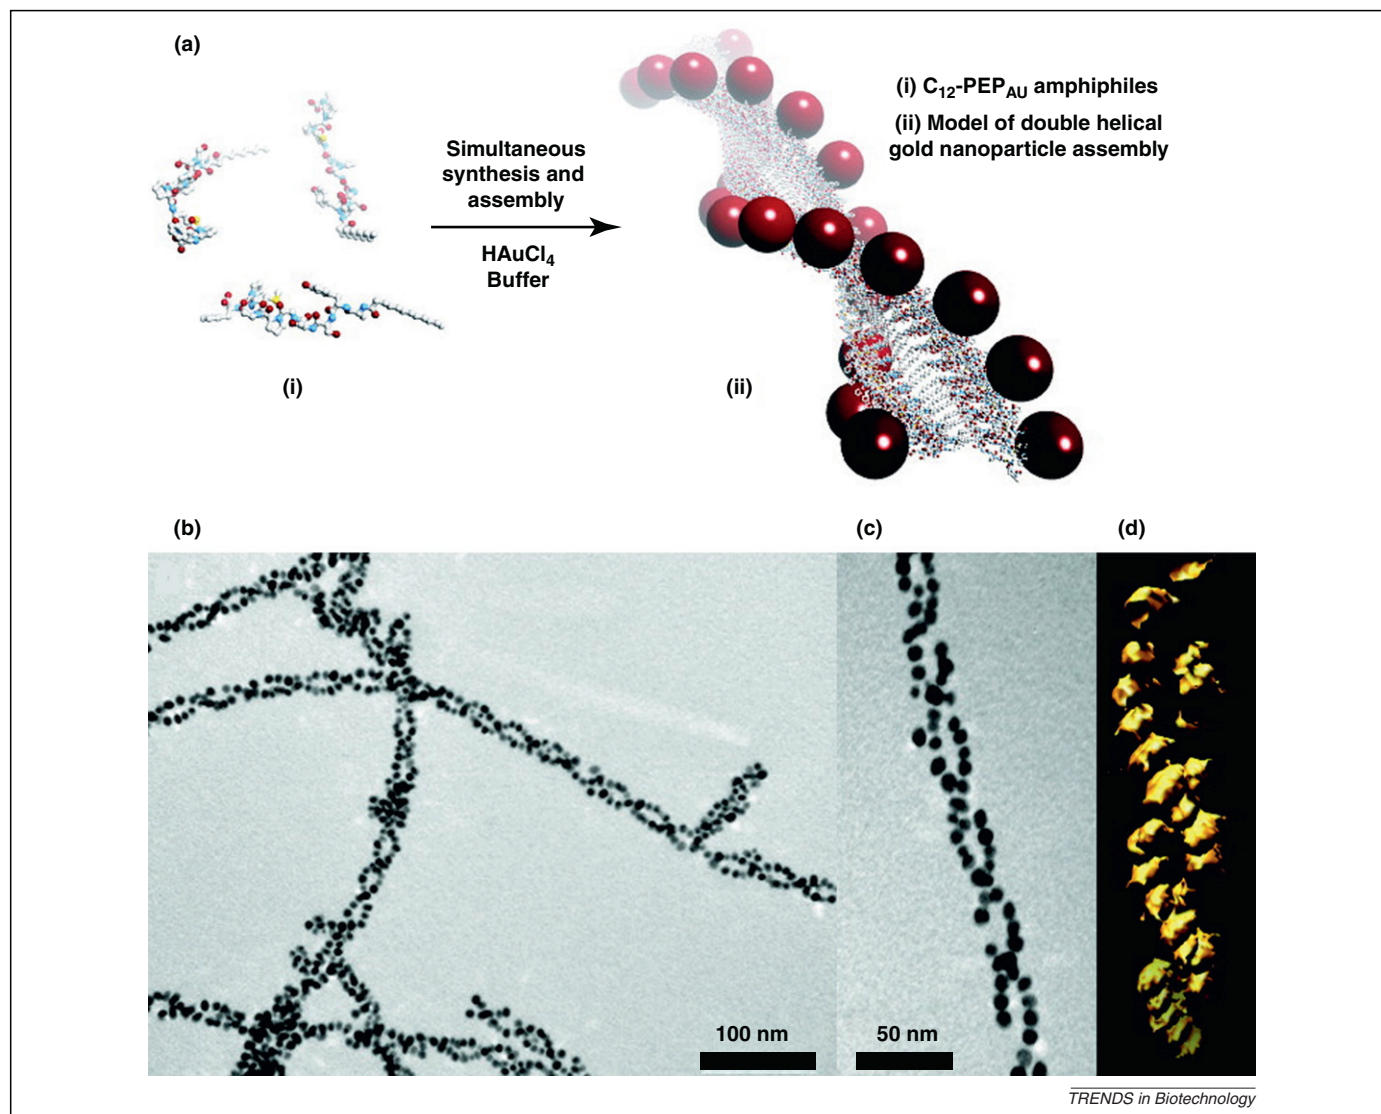 (a)
Simultaneous
synthesis and
assembly
HAuCl4
Buffer
(i) C12-PEPAU amphiphiles
(ii) Model of double helical
gold nanoparticle assembly
(i)
(ii)
(b)
(c)
(d)
100 nm
50 nm
TRENDS in Biotechnology